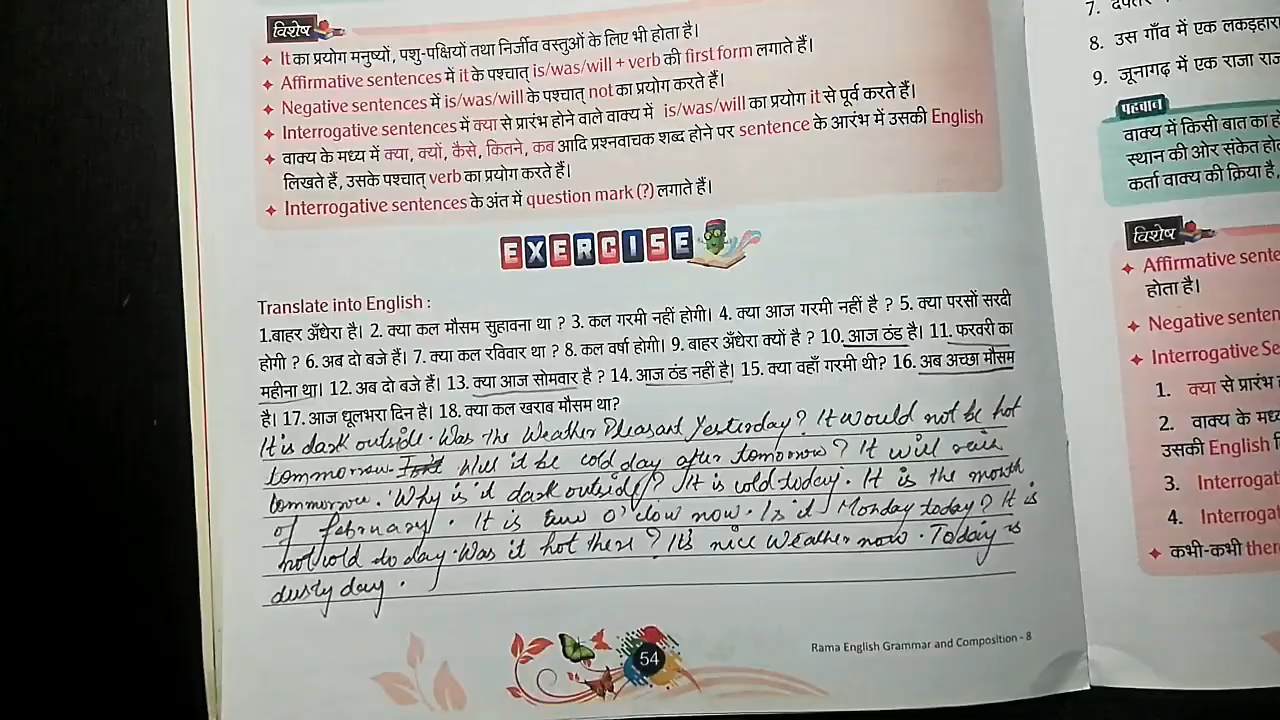 विशेष
It का प्रयोग मनुष्यों, पशु-पक्षियों तथा निर्जीव वस्तुओं के लिए भी होता है।
Affirmative sentences में it के पश्चात् is/was/will + verb की first form लगाते हैं।
Negative sentences में is/was/will के पश्चात् not का प्रयोग करते हैं।
Interrogative sentences में क्या से प्रारंभ होने वाले वाक्य में is/was/will का प्रयोग it से पूर्व करते हैं।
वाक्य के मध्य में क्या, क्यों, कैसे, कितने, कब आदि प्रश्नवाचक शब्द होने पर sentence के आरंभ में उसकी English
लिखते हैं, उसके पश्चात् verb का प्रयोग करते हैं।
Interrogative sentences के अंत में question mark (?) लगाते हैं।
EXERCISE
Translate into English :
1.बाहर अँधेरा है। 2. क्या कल मौसम सुहावना था ? 3. कल गरमी नहीं होगी। 4. क्या आज गरमी नहीं है ? 5. क्या परसों सरदी
होगी ? 6. अब दो बजे हैं। 7. क्या कल रविवार था ? 8. कल वर्षा होगी। 9. बाहर अँधेरा क्यों है ? 10. आज ठंड है। 11. फरवरी का
महीना था। 12. अब दो बजे हैं। 13. क्या आज सोमवार है ? 14. आज ठंड नहीं है। 15. क्या वहाँ गरमी थी? 16. अब अच्छा मौसम
है। 17. आज धूलभरा दिन है। 18. क्या कल खराब मौसम था?
It is dark outside. Was the Weather Pleasant Yesterday? It would not be hot
tommorrow. Will it be cold day after tomorrow? It will rain
tommorrow. Why is it dark outside? It is cold today. It is the month
of february. It is now. Is it Monday today? It is
not cold to day. Was it hot there? It's nice weather now. Today is
dusty day.
54
Rama English Grammar and Composition - 8
7.
8. उस गाँव में एक लकड़हारा
9. जूनागढ़ में एक राजा
पहचान
वाक्य में किसी बात का
स्थान की ओर संकेत
कर्ता वाक्य की क्रिया है,
विशेष
Affirmative sente
होता है।
Negative senten
Interrogative Se
1. क्या से प्रारंभ
2. वाक्य के मध्य
उसकी English
3. Interrogat
4. Interrogat
कभी-कभी ther